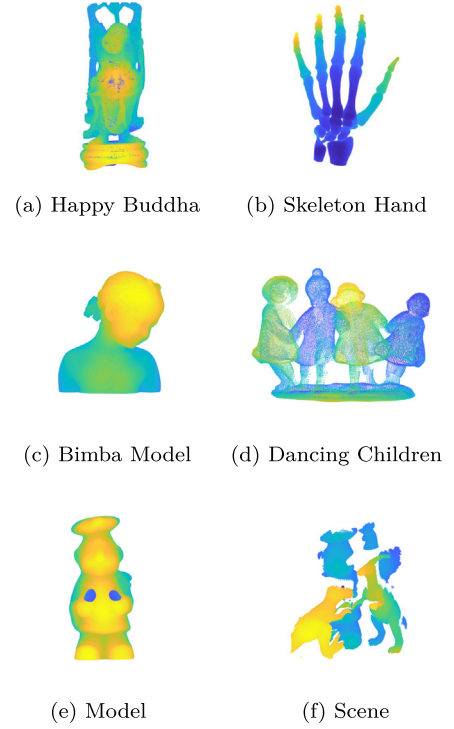 (a) Happy Buddha
(b) Skeleton Hand
(c) Bimba Model
(d) Dancing Children
(e) Model
(f) Scene